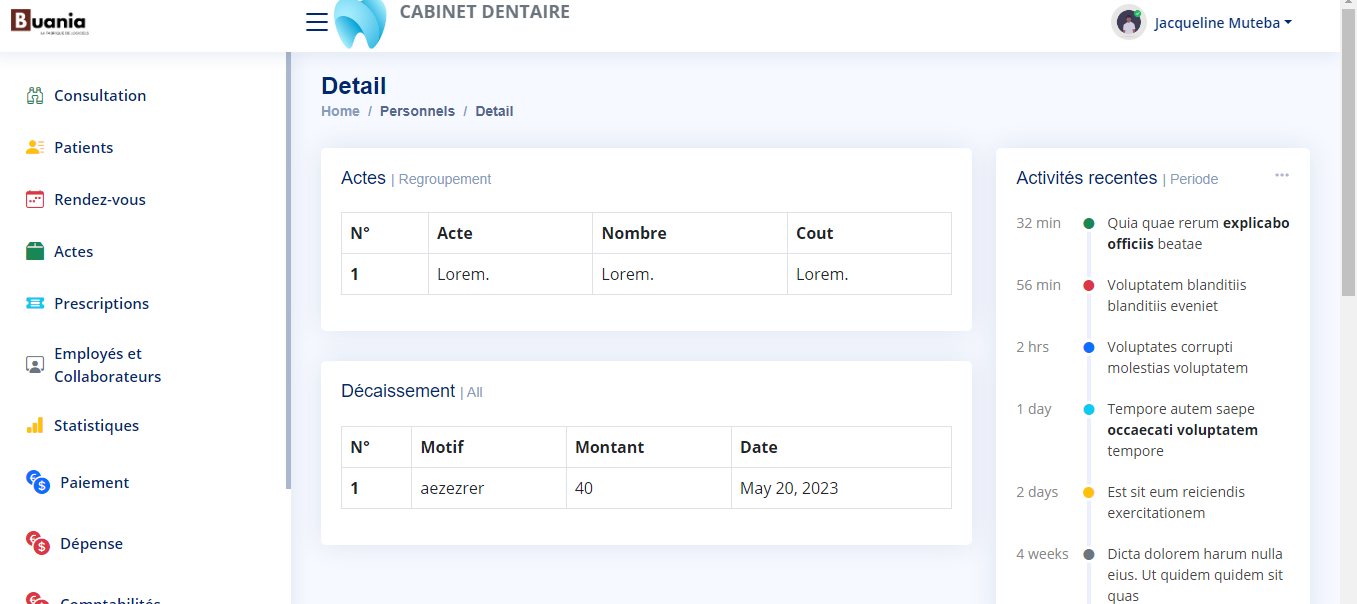 Buania
CABINET DENTAIRE
Jacqueline Muteba
Consultation
Patients
Rendez-vous
Actes
Prescriptions
Employés et
Collaborateurs
Statistiques
Paiement
Dépense
Comptabilités
Detail
Home / Personnels / Detail
Actes | Regroupement
N° Acte Nombre Cout
1 Lorem. Lorem. Lorem.
Décaissement | All
N° Motif Montant Date
1 aezezrer 40 May 20, 2023
Activités recentes | Periode
32 min Quia quae rerum explicabo
officiis beatae
56 min Voluptatem blanditiis
blanditiis eveniet
2 hrs Voluptates corrupti
molestias voluptatem
1 day Tempore autem saepe
occaecati voluptatem
tempore
2 days Est sit eum reiciendis
exercitationem
4 weeks Dicta dolorem harum nulla
eius. Ut quidem quidem sit
quas